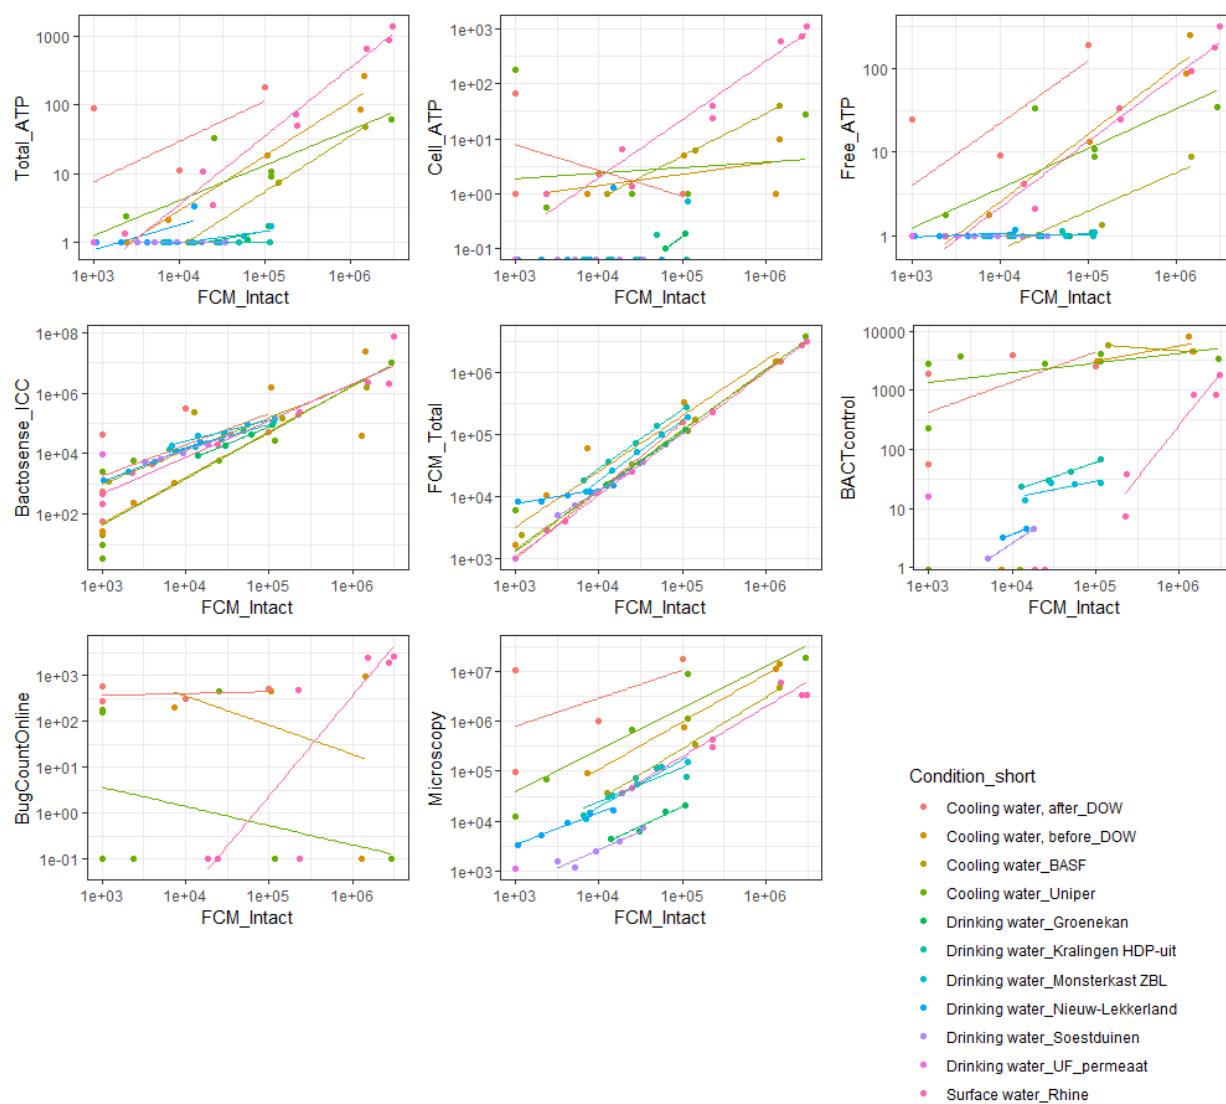 Total_ATP
1000
100
10
1
1e+03
1e+04
1e+05
1e+06
FCM_Intact
Cell_ATP
1e+03
1e+02
1e+01
1e+00
1e-01
1e+03
1e+04
1e+05
1e+06
FCM_Intact
Free_ATP
100
10
1
1e+03
1e+04
1e+05
1e+06
FCM_Intact
Bactosense_ICC
1e+08
1e+06
1e+04
1e+02
1e+03
1e+04
1e+05
1e+06
FCM_Intact
FCM_Total
1e+06
1e+05
1e+04
1e+03
1e+03
1e+04
1e+05
1e+06
FCM_Intact
BACTcontrol
10000
1000
100
10
1
1e+03
1e+04
1e+05
1e+06
FCM_Intact
BugCountOnline
1e+03
1e+02
1e+01
1e+00
1e-01
1e+03
1e+04
1e+05
1e+06
FCM_Intact
Microscopy
1e+07
1e+06
1e+05
1e+04
1e+03
1e+03
1e+04
1e+05
1e+06
FCM_Intact
Condition_short
Cooling water, after_DOW
Cooling water, before_DOW
Cooling water_BASF
Cooling water_Uniper
Drinking water_Groenekan
Drinking water_Kralingen HDP-uit
Drinking water_Monsterkast ZBL
Drinking water_Nieuw-Lekkerland
Drinking water_Soestduinen
Drinking water_UF_permeaat
Surface water_Rhine